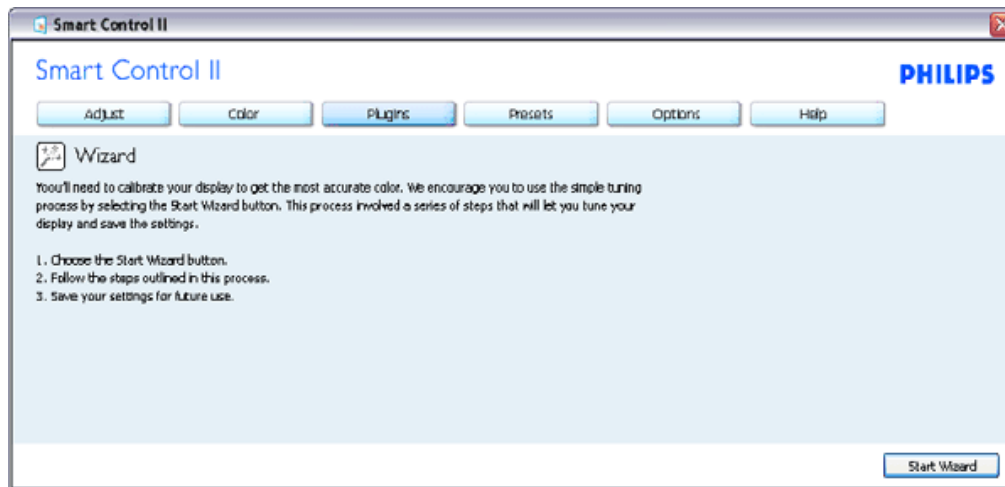 Smart Control II
Smart Control II
PHILIPS
Adjust
Color
Plugins
Presets
Options
Help
Wizard
Yoou'll need to calibrate your display to get the most accurate color. We encourage you to use the simple tuning
process by selecting the Start Wizard button. This process involved a series of steps that will let you tune your
display and save the settings.
1. Choose the Start Wizard button.
2. Follow the steps outlined in this process.
3. Save your settings for future use.
Start Wizard